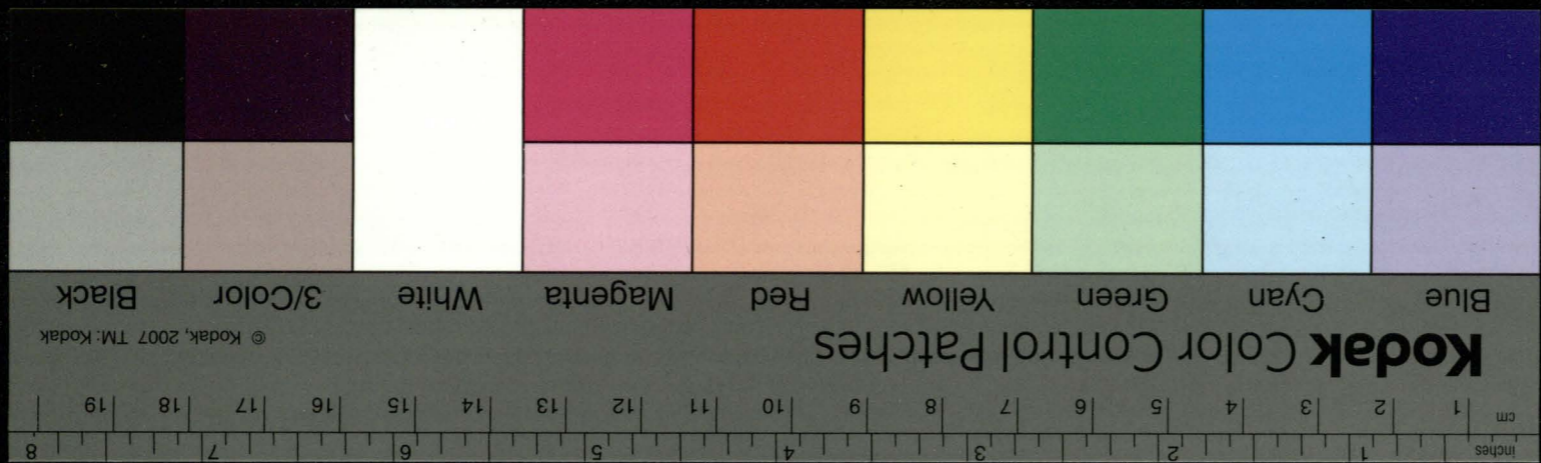 inches 1 2 3 4 5 6 7 8
cm 1 2 3 4 5 6 7 8 9 10 11 12 13 14 15 16 17 18 19
Kodak Color Control Patches © Kodak, 2007 TM: Kodak
Blue Cyan Green Yellow Red Magenta White 3/Color Black